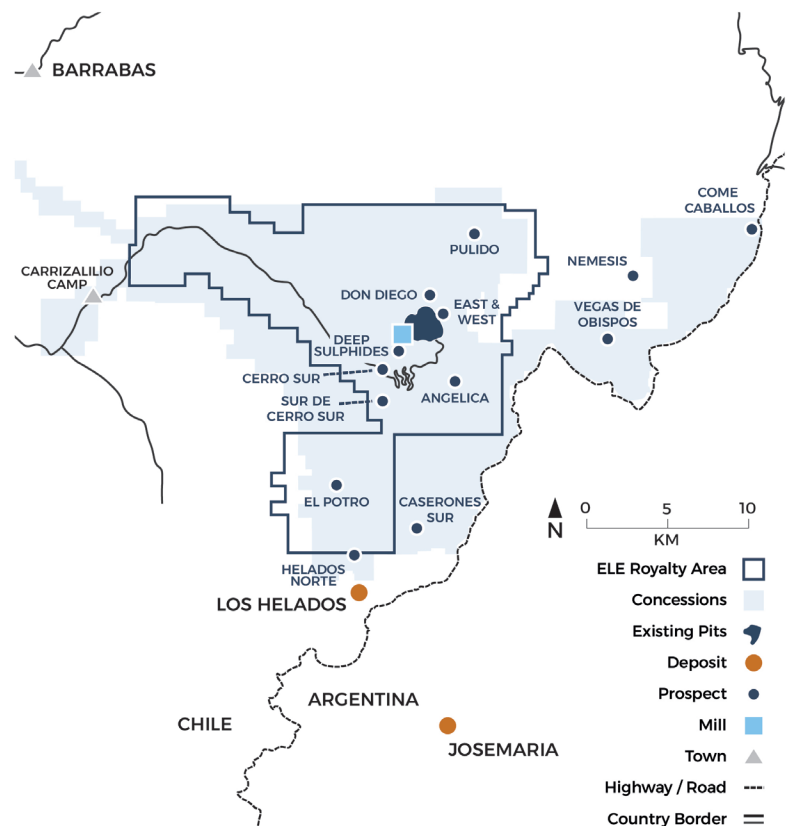 BARRABAS
COME
CABALLOS
PULIDO
NEMESIS
CARRIZALILIO
CAMP
DON DIEGO
EAST &
WEST
VEGAS DE
OBISPOS
DEEP
SULPHIDES
CERRO SUR
ANGELICA
SUR DE
CERRO SUR
EL POTRO
CASERONES
SUR
HELADOS
NORTE
LOS HELADOS
ARGENTINA
CHILE
JOSEMARIA
N
0 5 10
KM
ELE Royalty Area
Concessions
Existing Pits
Deposit
Prospect
Mill
Town
Highway / Road
Country Border